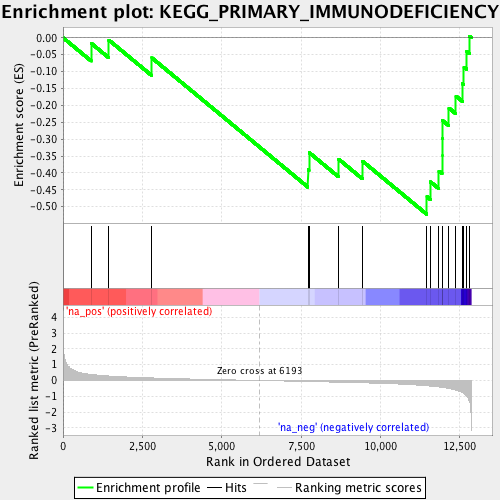 Enrichment plot: KEGG_PRIMARY_IMMUNODEFICIENCY
Enrichment score (ES)
0.00
-0.05
-0.10
-0.15
-0.20
-0.25
-0.30
-0.35
-0.40
-0.45
-0.50
'na_pos' (positively correlated)
Ranked list metric (PreRanked)
4
3
2
1
0
-1
-2
-3
Zero cross at 6193
'na_neg' (negatively correlated)
0
2,500
5,000
7,500
10,000
12,500
Rank in Ordered Dataset
Enrichment profile
Hits
Ranking metric scores